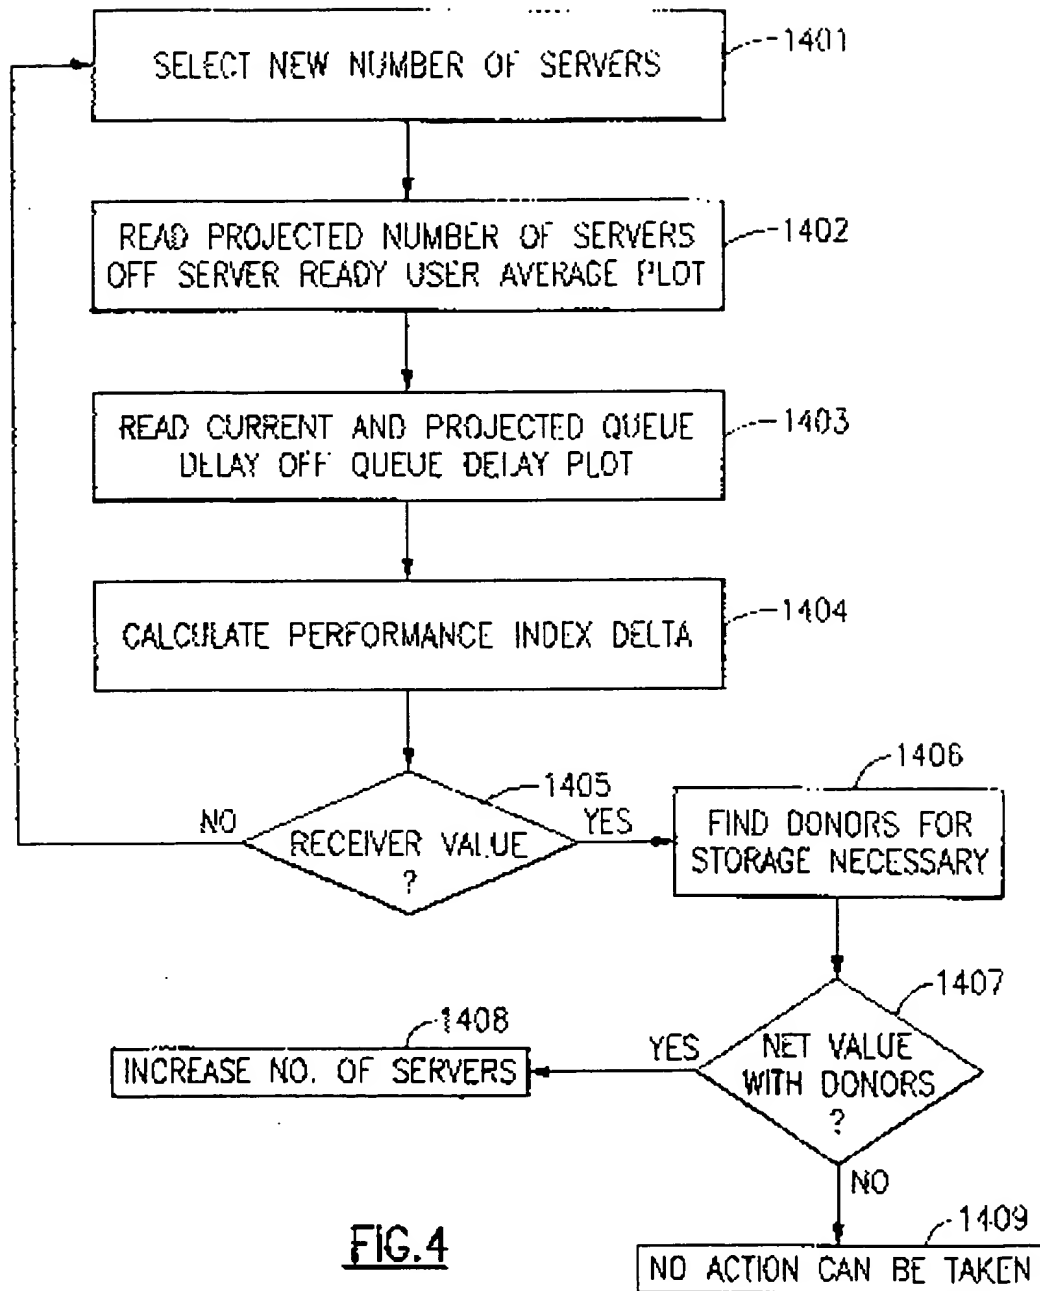 SELECT NEW NUMBER OF SERVERS
1401
READ PROJECTED NUMBER OF SERVERS
OFF SERVER READY USER AVERAGE PLOT
1402
READ CURRENT AND PROJECTED QUEUE
DELAY OFF QUEUE DELAY PLOT
1403
CALCULATE PERFORMANCE INDEX DELTA
1404
RECEIVER VALUE
?
1405
NO
YES
FIND DONORS FOR
STORAGE NECESSARY
1406
NET VALUE
WITH DONORS
?
1407
YES
INCREASE NO. OF SERVERS
1408
NO
NO ACTION CAN BE TAKEN
1409
FIG.4